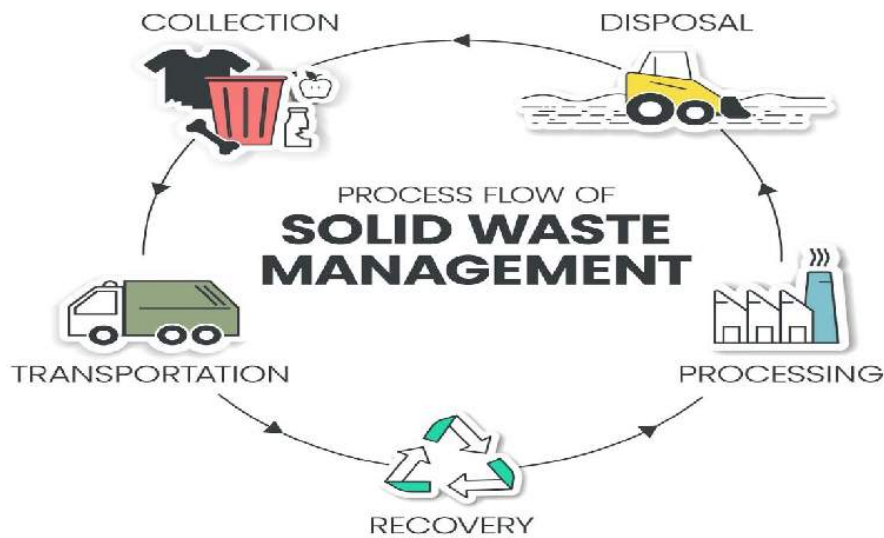 COLLECTION
DISPOSAL
PROCESS FLOW OF
SOLID WASTE
MANAGEMENT
TRANSPORTATION
PROCESSING
RECOVERY